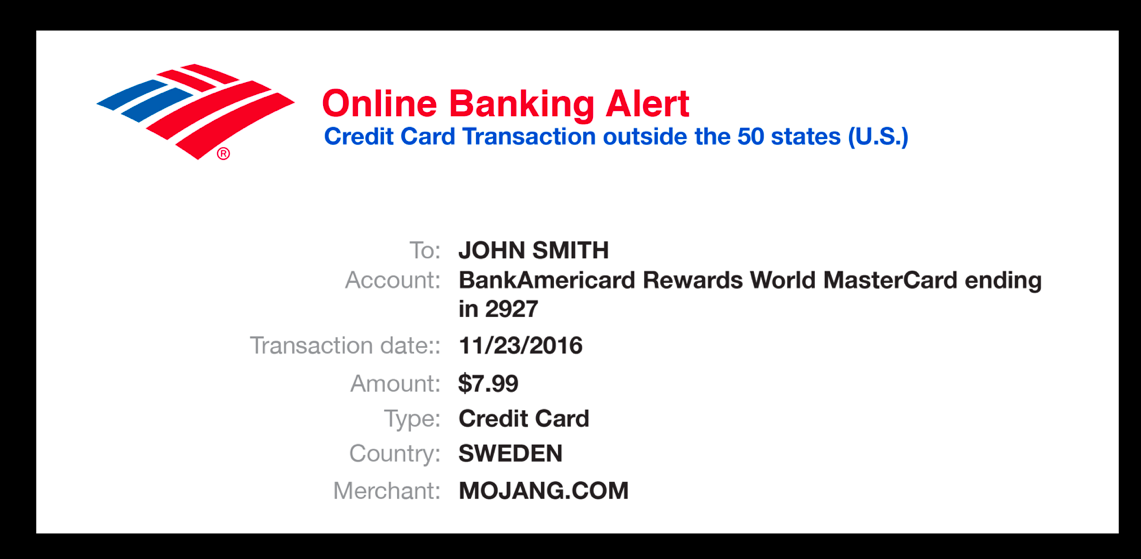 Online Banking Alert
Credit Card Transaction outside the 50 states (U.S.)
®
To: JOHN SMITH
Account: BankAmericard Rewards World MasterCard ending
in 2927
Transaction date:: 11/23/2016
Amount: $7.99
Type: Credit Card
Country: SWEDEN
Merchant: MOJANG.COM